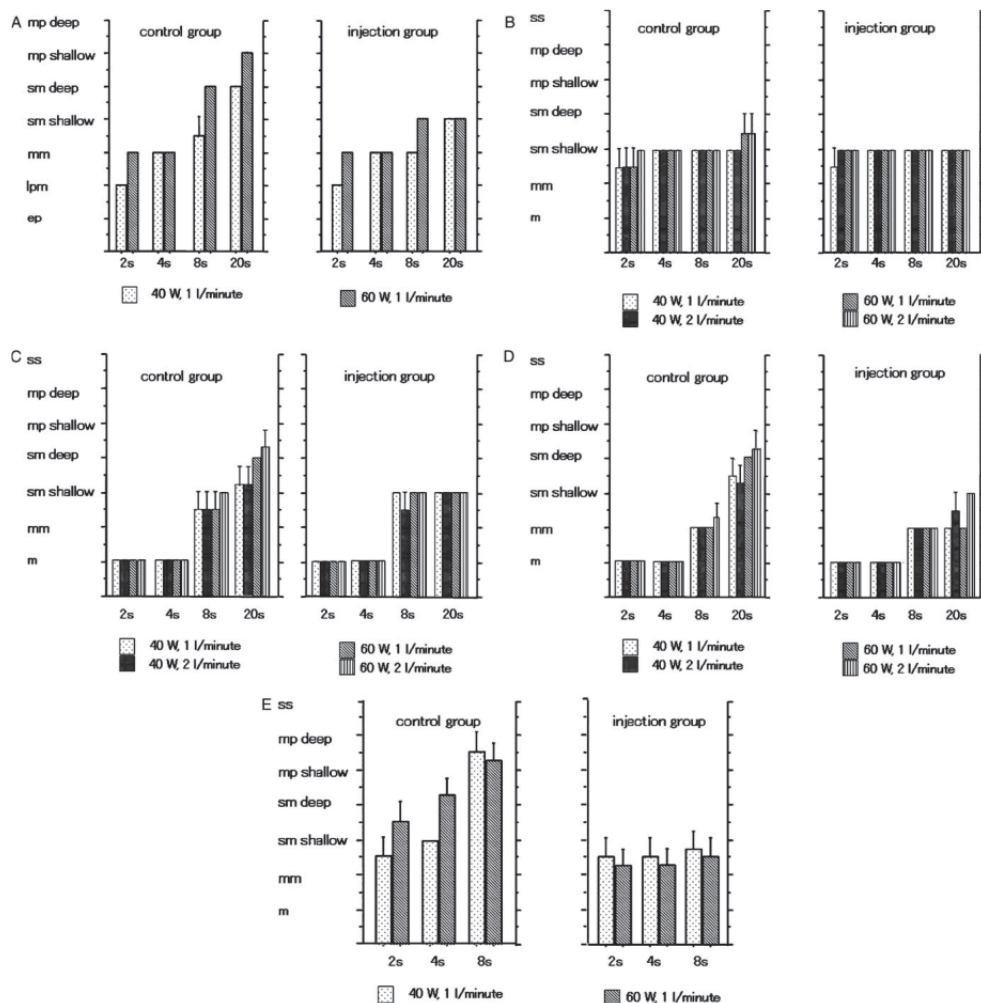 A
mp deep
mp shallow
sm deep
sm shallow
mm
lpm
ep
control group
2s 4s 8s 20s
injection group
2s 4s 8s 20s
40 W, 1 l/minute
60 W, 1 l/minute
B
ss
mp deep
mp shallow
sm deep
sm shallow
mm
m
control group
2s 4s 8s 20s
injection group
2s 4s 8s 20s
40 W, 1 l/minute
40 W, 2 l/minute
60 W, 1 l/minute
60 W, 2 l/minute
C
ss
mp deep
mp shallow
sm deep
sm shallow
mm
m
control group
2s 4s 8s 20s
injection group
2s 4s 8s 20s
40 W, 1 l/minute
40 W, 2 l/minute
60 W, 1 l/minute
60 W, 2 l/minute
D
ss
mp deep
mp shallow
sm deep
sm shallow
mm
m
control group
2s 4s 8s 20s
injection group
2s 4s 8s 20s
40 W, 1 l/minute
40 W, 2 l/minute
60 W, 1 l/minute
60 W, 2 l/minute
E
ss
mp deep
mp shallow
sm deep
sm shallow
mm
m
control group
2s 4s 8s
injection group
2s 4s 8s
40 W, 1 l/minute
60 W, 1 l/minute